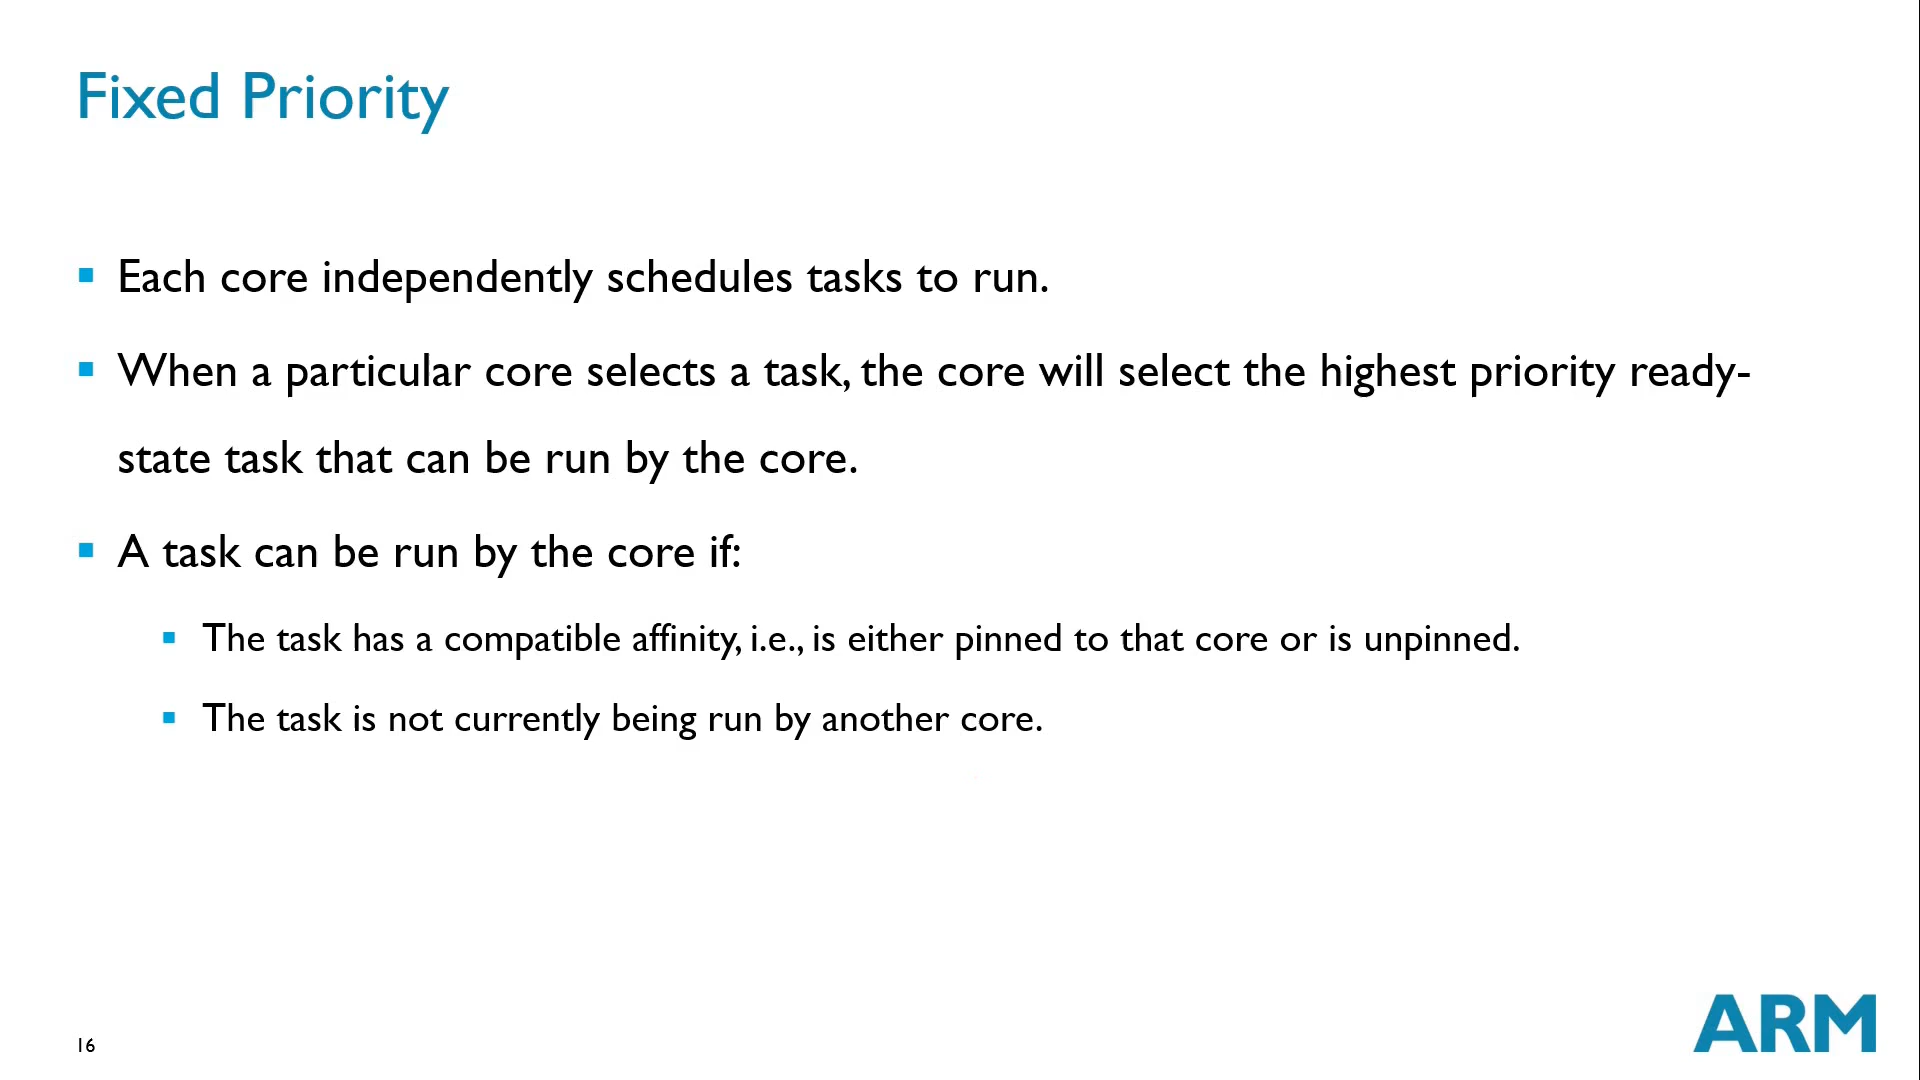 Fixed Priority
Each core independently schedules tasks to run.
When a particular core selects a task, the core will select the highest priority ready-
state task that can be run by the core.
A task can be run by the core if:
The task has a compatible affinity, i.e., is either pinned to that core or is unpinned.
The task is not currently being run by another core.
16
ARM